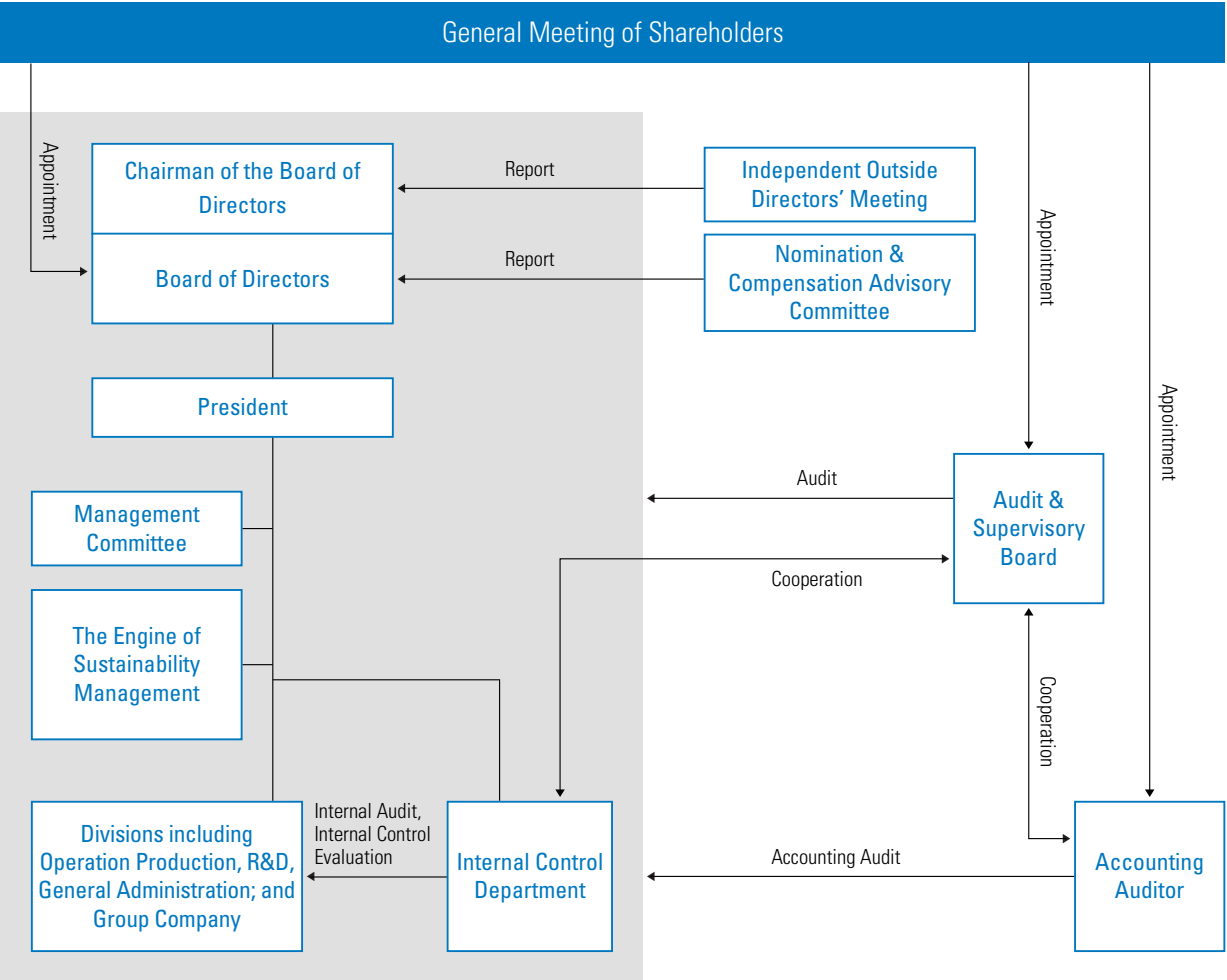 General Meeting of Shareholders
Appointment
Chairman of the Board of
Directors
Report
Independent Outside
Directors’ Meeting
Board of Directors
Report
Nomination &
Compensation Advisory
Committee
Appointment
Appointment
President
Management
Committee
Audit
Audit &
Supervisory
Board
Cooperation
The Engine of
Sustainability
Management
Cooperation
Divisions including
Operation Production, R&D,
General Administration; and
Group Company
Internal Audit,
Internal Control
Evaluation
Internal Control
Department
Accounting Audit
Accounting
Auditor